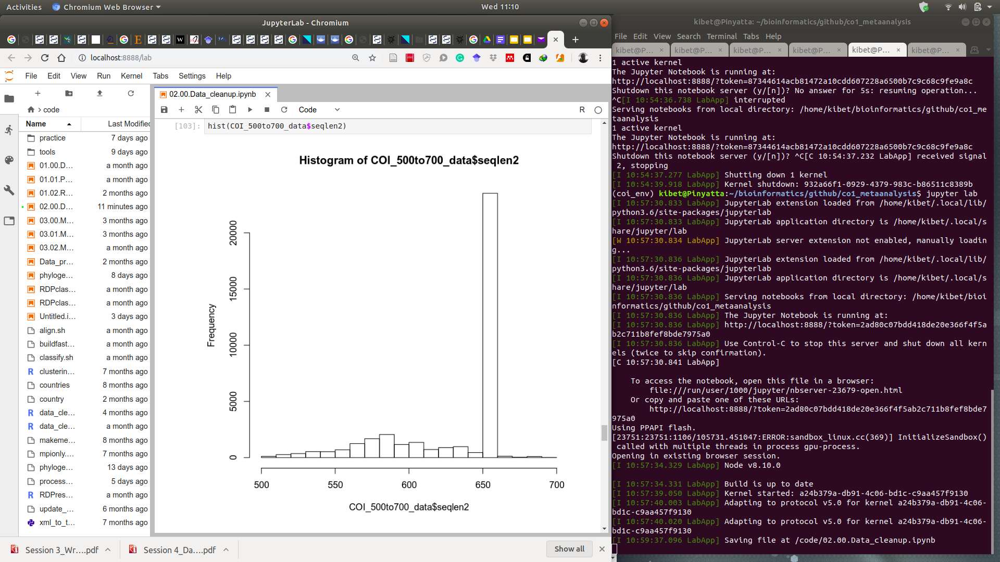 Activities
Chromium Web Browser
Wed 11:10
JupyterLab - Chromium
localhost:8888/lab
File Edit View Run Kernel Tabs Settings Help
02.00.Data_cleanup.ipynb
code
Code
R
Name
Last Modified
practice 7 days ago
tools 9 days ago
01.00.D… a month ago
01.01.P… a month ago
01.02.R… 2 months ago
02.00.D… 11 minutes ago
03.00.M… 3 months ago
03.01.M… 3 months ago
03.02.M… a month ago
Data_pr… 2 months ago
phyloge… 8 days ago
RDPclas… a month ago
RDPclas… a month ago
Untitled.i… 3 days ago
align.sh a month ago
buildfast… a month ago
classify.sh a month ago
clusterin… 7 months ago
countries 8 months ago
country 2 months ago
data_cle… 4 months ago
data_cle… a month ago
makeme… 8 months ago
mpionly.… 7 months ago
phyloge… 13 days ago
process… 5 days ago
RDPres… a month ago
update_… 6 months ago
xml_to_t… 7 months ago
[103]: hist(COI_500to700_data$seqlen2)
Histogram of COI_500to700_data$seqlen2
Frequency
20000
15000
10000
5000
0
500 550 600 650 700
COI_500to700_data$seqlen2
Session 3_Wr....pdf
Session 4_Da....pdf
Show all
kibet@Pinyatta: ~/bioinformatics/github/co1_metaanalysis
File Edit View Search Terminal Tabs Help
kibet@P... kibet@P... kibet@P... kibet@P... kibet@P... kibet@P...
1 active kernel
The Jupyter Notebook is running at:
http://localhost:8888/?token=87344614acb81472a10cdd607228a6500b7c9c68c9fe9a8c
Shutdown this notebook server (y/[n])? No answer for 5s: resuming operation...
^C[I 10:54:36.738 LabApp] interrupted
Serving notebooks from local directory: /home/kibet/bioinformatics/github/co1_me
taanalysis
1 active kernel
The Jupyter Notebook is running at:
http://localhost:8888/?token=87344614acb81472a10cdd607228a6500b7c9c68c9fe9a8c
Shutdown this notebook server (y/[n])? ^C[C 10:54:37.232 LabApp] received signal
2, stopping
[I 10:54:37.277 LabApp] Shutting down 1 kernel
[I 10:54:39.918 LabApp] Kernel shutdown: 932a66f1-0929-4379-983c-b86511c8389b
(coi_env) kibet@Pinyatta:~/bioinformatics/github/co1_metaanalysis$ jupyter lab
[I 10:57:30.833 LabApp] JupyterLab extension loaded from /home/kibet/.local/lib/
python3.6/site-packages/jupyterlab
[I 10:57:30.833 LabApp] JupyterLab application directory is /home/kibet/.local/s
hare/jupyter/lab
[W 10:57:30.834 LabApp] JupyterLab server extension not enabled, manually loadin
g...
[I 10:57:30.836 LabApp] JupyterLab extension loaded from /home/kibet/.local/lib/
python3.6/site-packages/jupyterlab
[I 10:57:30.836 LabApp] JupyterLab application directory is /home/kibet/.local/s
hare/jupyter/lab
[I 10:57:30.836 LabApp] Serving notebooks from local directory: /home/kibet/bioi
nformatics/github/co1_metaanalysis
[I 10:57:30.836 LabApp] The Jupyter Notebook is running at:
[I 10:57:30.836 LabApp] http://localhost:8888/?token=2ad80c07bdd418de20e366f4f5a
b2c711b8fef8bde7975a0
[I 10:57:30.836 LabApp] Use Control-C to stop this server and shut down all kern
els (twice to skip confirmation).
[C 10:57:30.841 LabApp]
To access the notebook, open this file in a browser:
file:///run/user/1000/jupyter/nbserver-23679-open.html
Or copy and paste one of these URLs:
http://localhost:8888/?token=2ad80c07bdd418de20e366f4f5ab2c711b8fef8bde7
975a0
Using PPAPI flash.
[23751:23751:1106/105731.451047:ERROR:sandbox_linux.cc(369)] InitializeSandbox()
called with multiple threads in process gpu-process.
Opening in existing browser session.
[I 10:57:34.329 LabApp] Node v8.10.0
[I 10:57:34.331 LabApp] Build is up to date
[I 10:57:39.050 LabApp] Kernel started: a24b379a-db91-4c06-bd1c-c9aa457f9130
[I 10:57:40.003 LabApp] Adapting to protocol v5.0 for kernel a24b379a-db91-4c06-
bd1c-c9aa457f9130
[I 10:57:40.020 LabApp] Adapting to protocol v5.0 for kernel a24b379a-db91-4c06-
bd1c-c9aa457f9130
[I 10:59:37.096 LabApp] Saving file at /code/02.00.Data_cleanup.ipynb